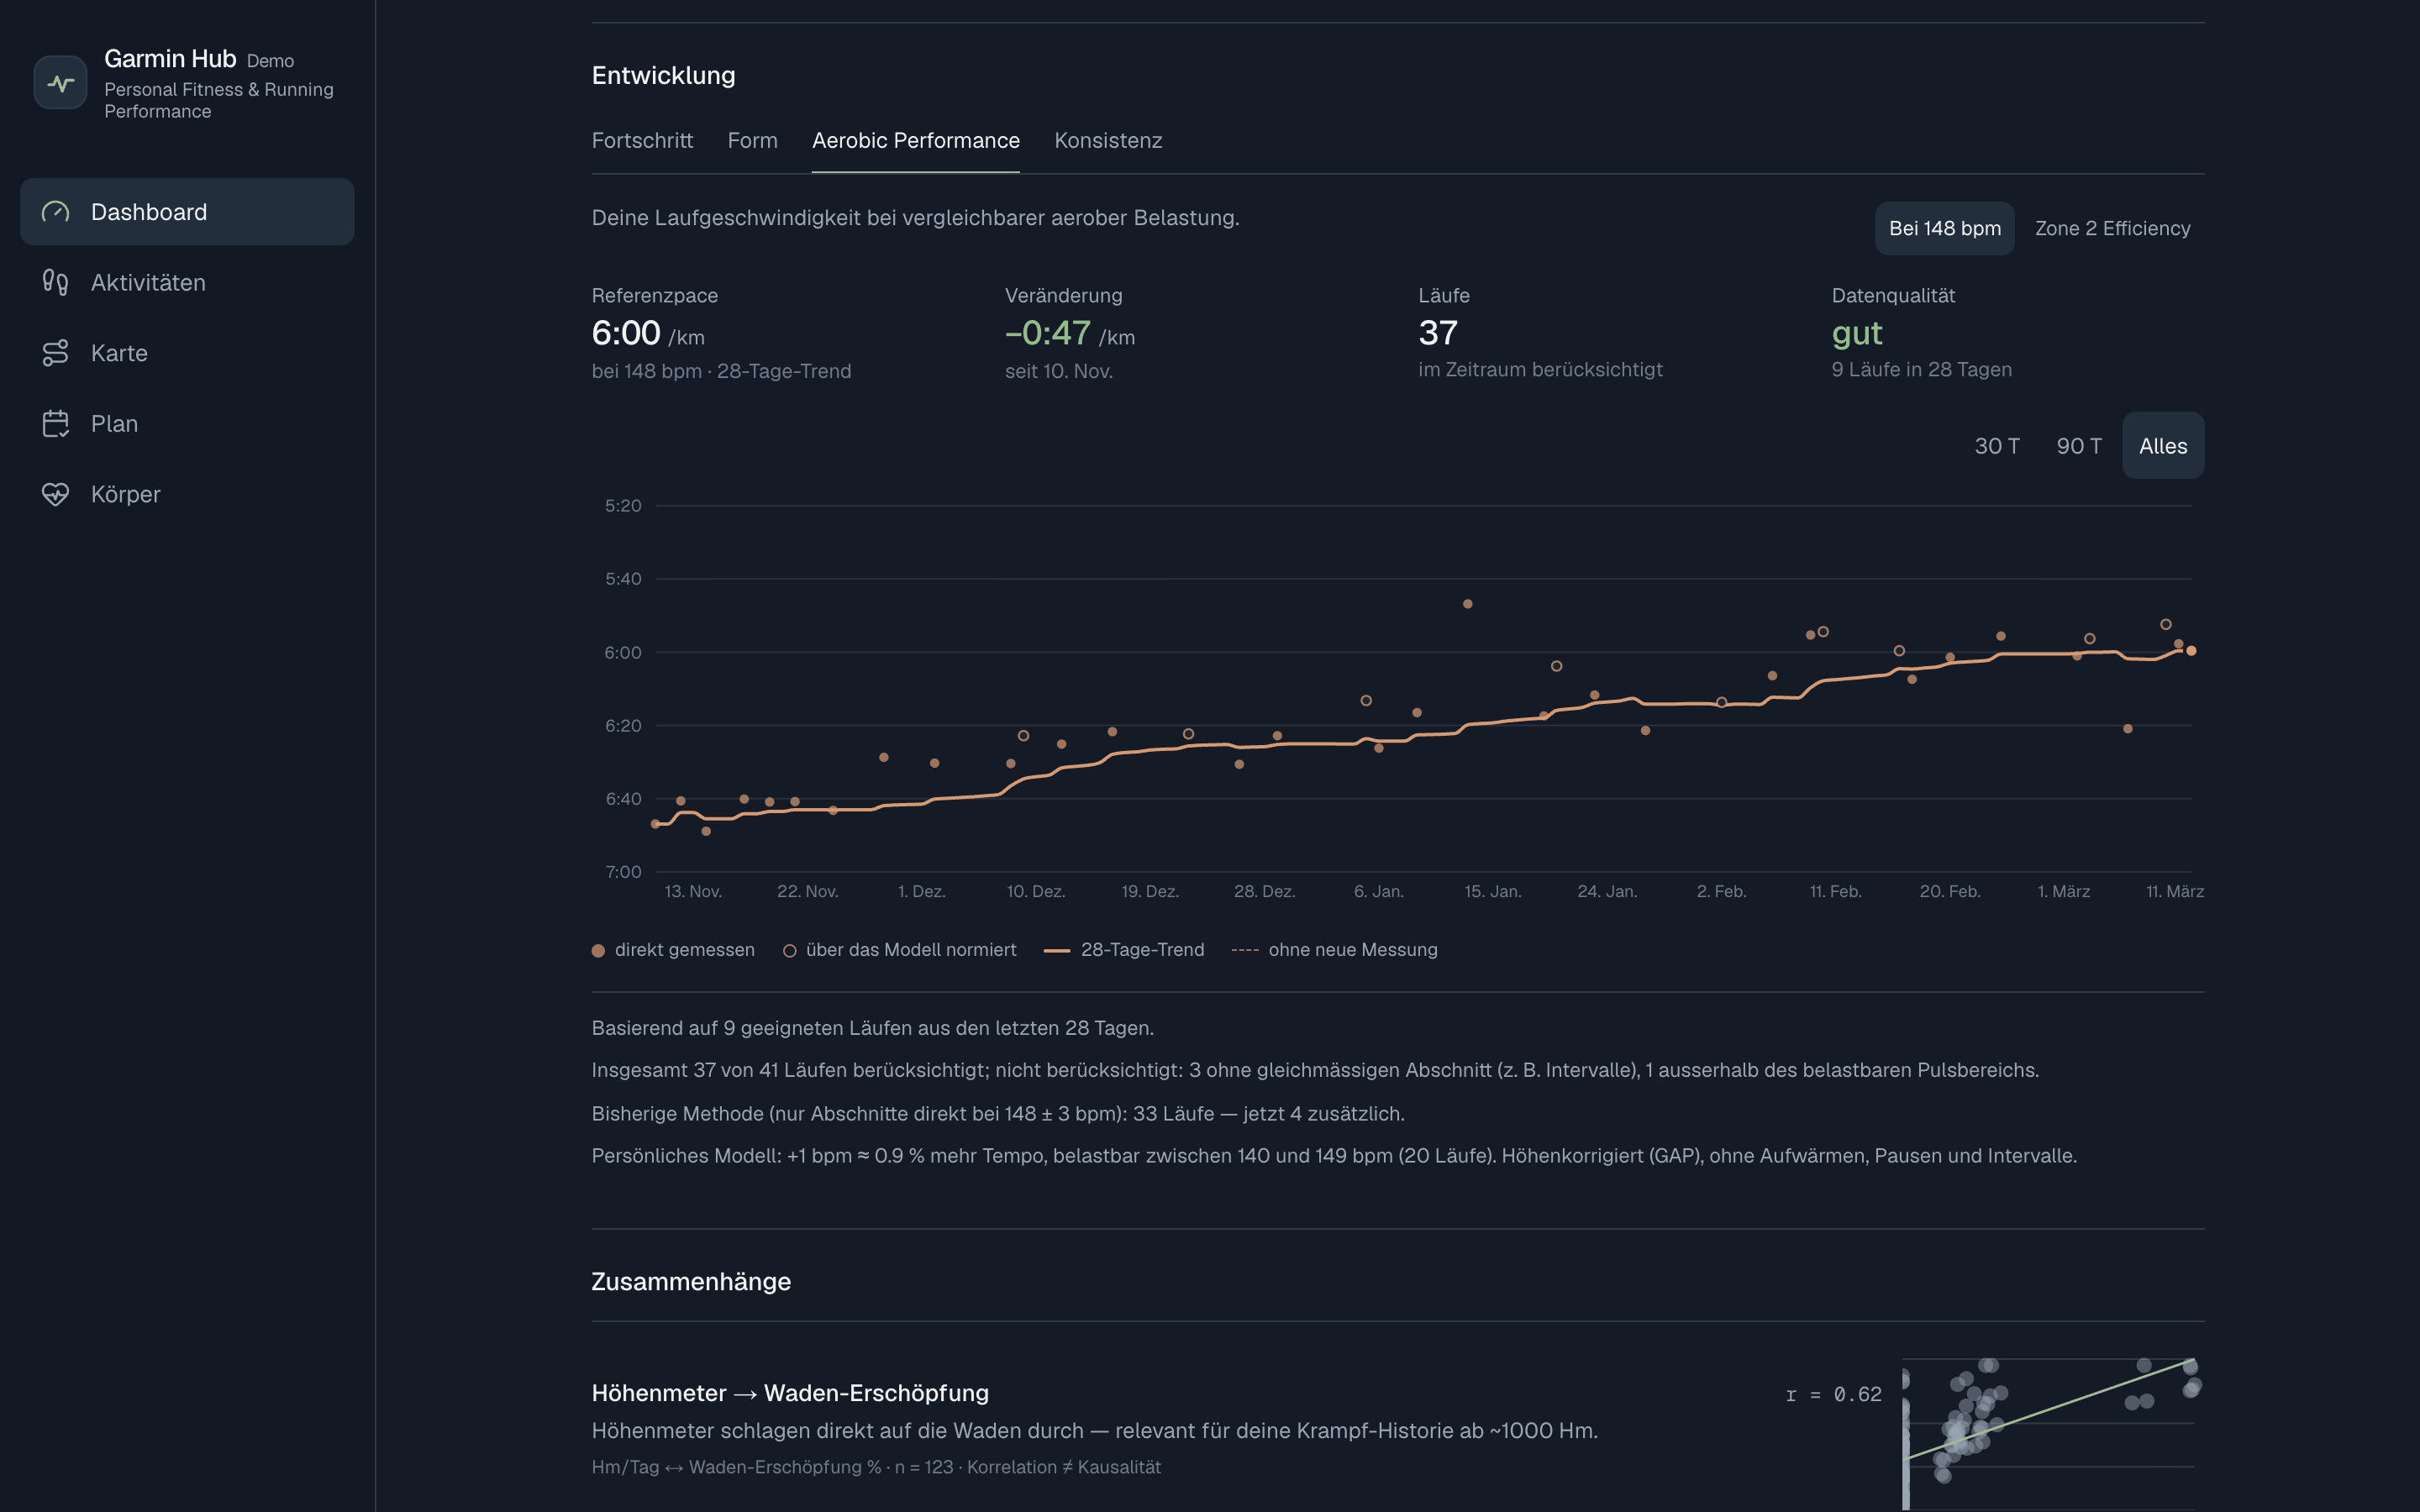 Garmin Hub Demo
Personal Fitness & Running
Performance
Dashboard
Aktivitäten
Karte
Plan
Körper
Entwicklung
Fortschritt Form Aerobic Performance Konsistenz
Deine Laufgeschwindigkeit bei vergleichbarer aerober Belastung.
Bei 148 bpm Zone 2 Efficiency
Referenzpace Veränderung Läufe Datenqualität
6:00 /km –0:47 /km 37 gut
bei 148 bpm · 28-Tage-Trend seit 10. Nov. im Zeitraum berücksichtigt 9 Läufe in 28 Tagen
30 T 90 T Alles
5:20
5:40
6:00
6:20
6:40
7:00
13. Nov. 22. Nov. 1. Dez. 10. Dez. 19. Dez. 28. Dez. 6. Jan. 15. Jan. 24. Jan. 2. Feb. 11. Feb. 20. Feb. 1. März 11. März
direkt gemessen über das Modell normiert 28-Tage-Trend ohne neue Messung
Basierend auf 9 geeigneten Läufen aus den letzten 28 Tagen.
Insgesamt 37 von 41 Läufen berücksichtigt; nicht berücksichtigt: 3 ohne gleichmässigen Abschnitt (z. B. Intervalle), 1 ausserhalb des belastbaren Pulsbereichs.
Bisherige Methode (nur Abschnitte direkt bei 148 ± 3 bpm): 33 Läufe — jetzt 4 zusätzlich.
Persönliches Modell: +1 bpm ≈ 0.9 % mehr Tempo, belastbar zwischen 140 und 149 bpm (20 Läufe). Höhenkorrigiert (GAP), ohne Aufwärmen, Pausen und Intervalle.
Zusammenhänge
Höhenmeter → Waden-Erschöpfung
r = 0.62
Höhenmeter schlagen direkt auf die Waden durch — relevant für deine Krampf-Historie ab ~1000 Hm.
Hm/Tag ↔ Waden-Erschöpfung % · n = 123 · Korrelation ≠ Kausalität